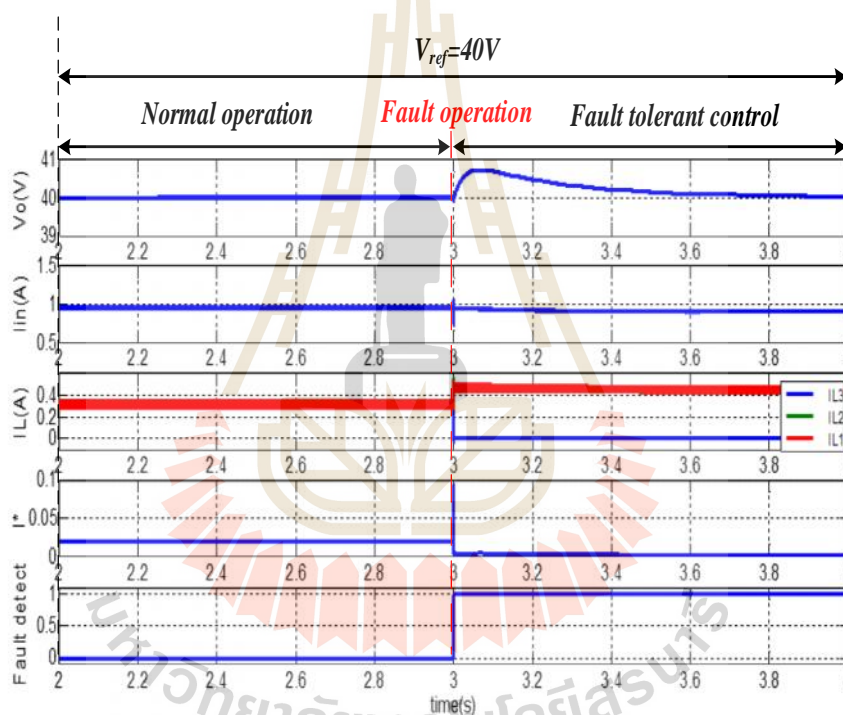 V_ref=40V
Normal operation Fault operation Fault tolerant control
Vo(V)
41
40
39
2 2.2 2.4 2.6 2.8 3 3.2 3.4 3.6 3.8 4
Iin(A)
1.5
1
0.5
2 2.2 2.4 2.6 2.8 3 3.2 3.4 3.6 3.8
IL(A)
0.4
0.2
0
IL3
IL2
IL1
2 2.2 2.4 2.6 2.8 3 3.2 3.4 3.6 3.8
I*
0.1
0.05
0
2 2.2 2.4 2.6 2.8 3 3.2 3.4 3.6 3.8
Fault detect
1
0.5
0
2 2.2 2.4 2.6 2.8 3 3.2 3.4 3.6 3.8
time(s)